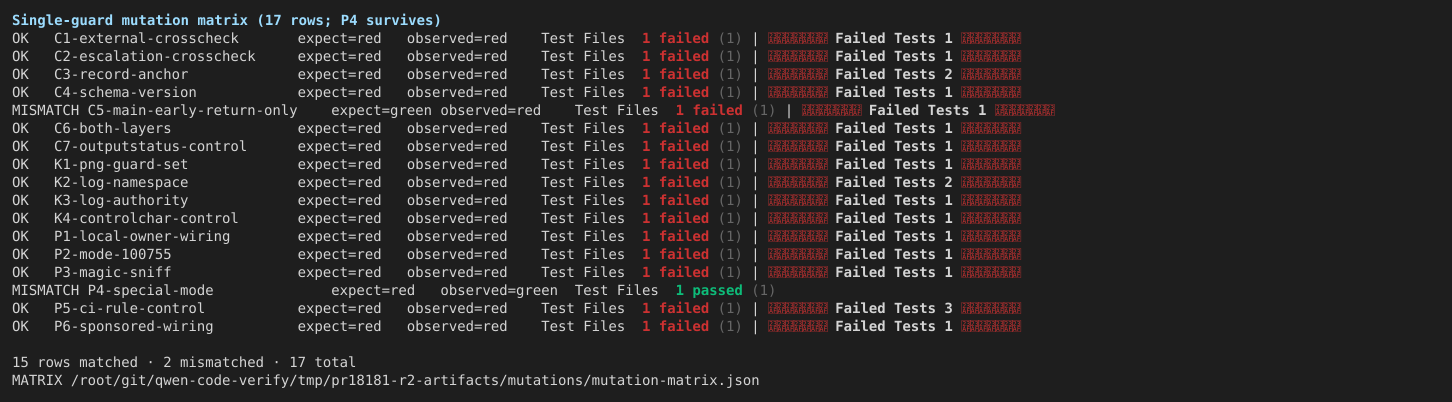 Single-guard mutation matrix (17 rows; P4 survives)
OK C1-external-crosscheck expect=red observed=red Test Files 1 failed (1) | Failed Tests 1
OK C2-escalation-crosscheck expect=red observed=red Test Files 1 failed (1) | Failed Tests 1
OK C3-record-anchor expect=red observed=red Test Files 1 failed (1) | Failed Tests 2
OK C4-schema-version expect=red observed=red Test Files 1 failed (1) | Failed Tests 1
MISMATCH C5-main-early-return-only expect=green observed=red Test Files 1 failed (1) | Failed Tests 1
OK C6-both-layers expect=red observed=red Test Files 1 failed (1) | Failed Tests 1
OK C7-outputstatus-control expect=red observed=red Test Files 1 failed (1) | Failed Tests 1
OK K1-png-guard-set expect=red observed=red Test Files 1 failed (1) | Failed Tests 1
OK K2-log-namespace expect=red observed=red Test Files 1 failed (1) | Failed Tests 2
OK K3-log-authority expect=red observed=red Test Files 1 failed (1) | Failed Tests 1
OK K4-controlchar-control expect=red observed=red Test Files 1 failed (1) | Failed Tests 1
OK P1-local-owner-wiring expect=red observed=red Test Files 1 failed (1) | Failed Tests 1
OK P2-mode-100755 expect=red observed=red Test Files 1 failed (1) | Failed Tests 1
OK P3-magic-sniff expect=red observed=red Test Files 1 failed (1) | Failed Tests 1
MISMATCH P4-special-mode expect=red observed=green Test Files 1 passed (1)
OK P5-ci-rule-control expect=red observed=red Test Files 1 failed (1) | Failed Tests 3
OK P6-sponsored-wiring expect=red observed=red Test Files 1 failed (1) | Failed Tests 1
15 rows matched · 2 mismatched · 17 total
MATRIX /root/git/qwen-code-verify/tmp/pr18181-r2-artifacts/mutations/mutation-matrix.json